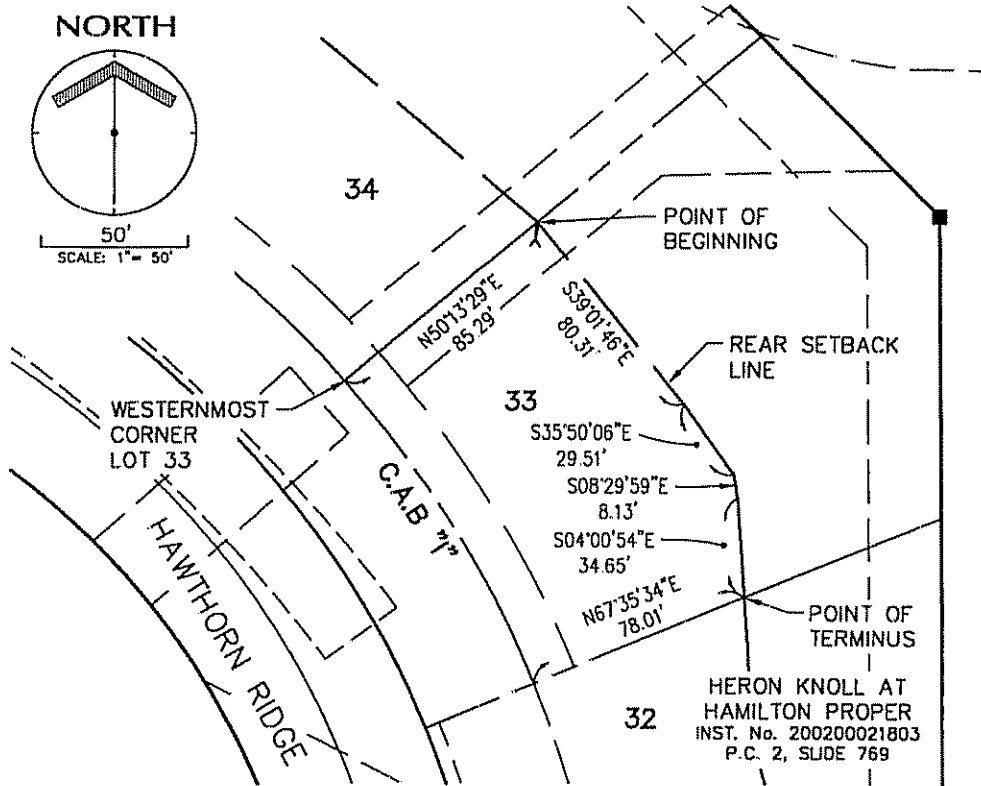 NORTH
50'
SCALE: 1"= 50'
34
POINT OF
BEGINNING
N50°13'29"E
85.29'
S39°01'46"E
80.31'
REAR SETBACK
LINE
WESTERNMOST
CORNER
LOT 33
33
S35°50'06"E
29.51'
S08°29'59"E
8.13'
S04°00'54"E
34.65'
C.A.B "I"
N67°35'34"E
78.01'
POINT OF
TERMINUS
HAWTHORN RIDGE
32
HERON KNOLL AT
HAMILTON PROPER
INST. No. 200200021803
P.C. 2, SLIDE 769